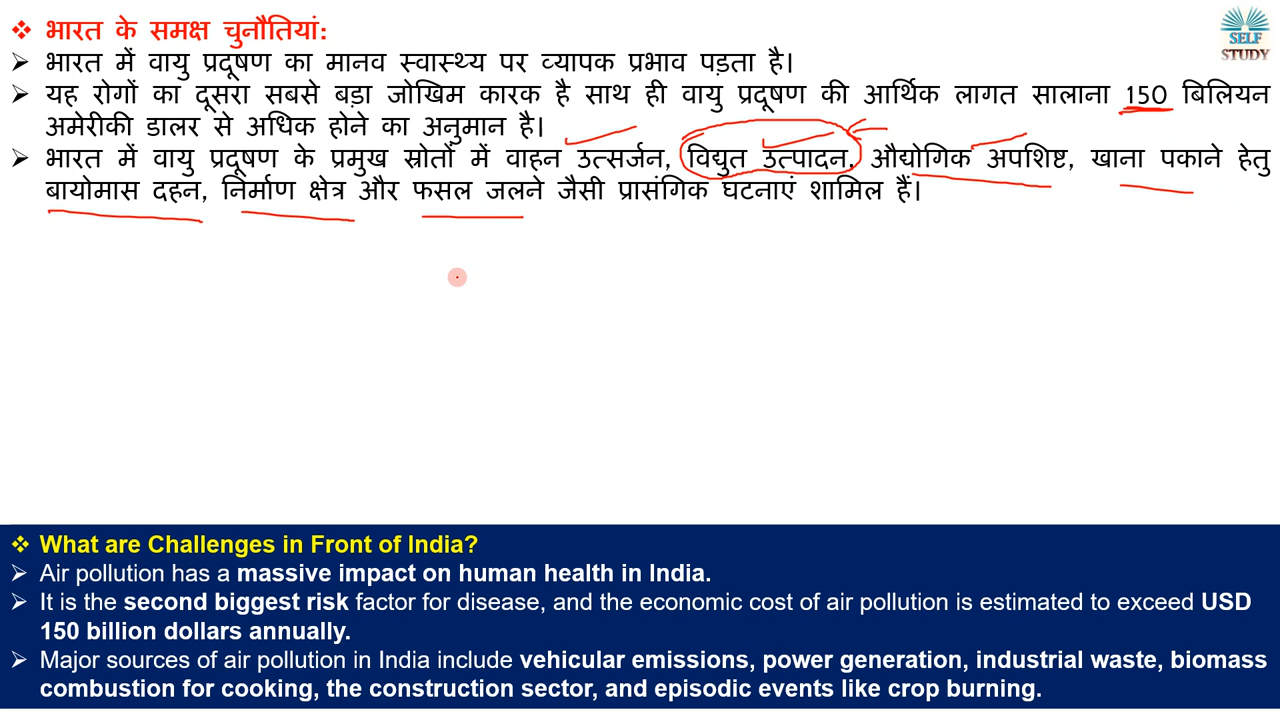 ❖ भारत के समक्ष चुनौतियां:
SELF
STUDY
➢ भारत में वायु प्रदूषण का मानव स्वास्थ्य पर व्यापक प्रभाव पड़ता है।
➢ यह रोगों का दूसरा सबसे बड़ा जोखिम कारक है साथ ही वायु प्रदूषण की आर्थिक लागत सालाना 150 बिलियन
अमेरीकी डालर से अधिक होने का अनुमान है।
➢ भारत में वायु प्रदूषण के प्रमुख स्रोतों में वाहन उत्सर्जन, विद्युत उत्पादन, औद्योगिक अपशिष्ट, खाना पकाने हेतु
बायोमास दहन, निर्माण क्षेत्र और फसल जलने जैसी प्रासंगिक घटनाएं शामिल हैं।
❖ What are Challenges in Front of India?
➢ Air pollution has a massive impact on human health in India.
➢ It is the second biggest risk factor for disease, and the economic cost of air pollution is estimated to exceed USD
150 billion dollars annually.
➢ Major sources of air pollution in India include vehicular emissions, power generation, industrial waste, biomass
combustion for cooking, the construction sector, and episodic events like crop burning.